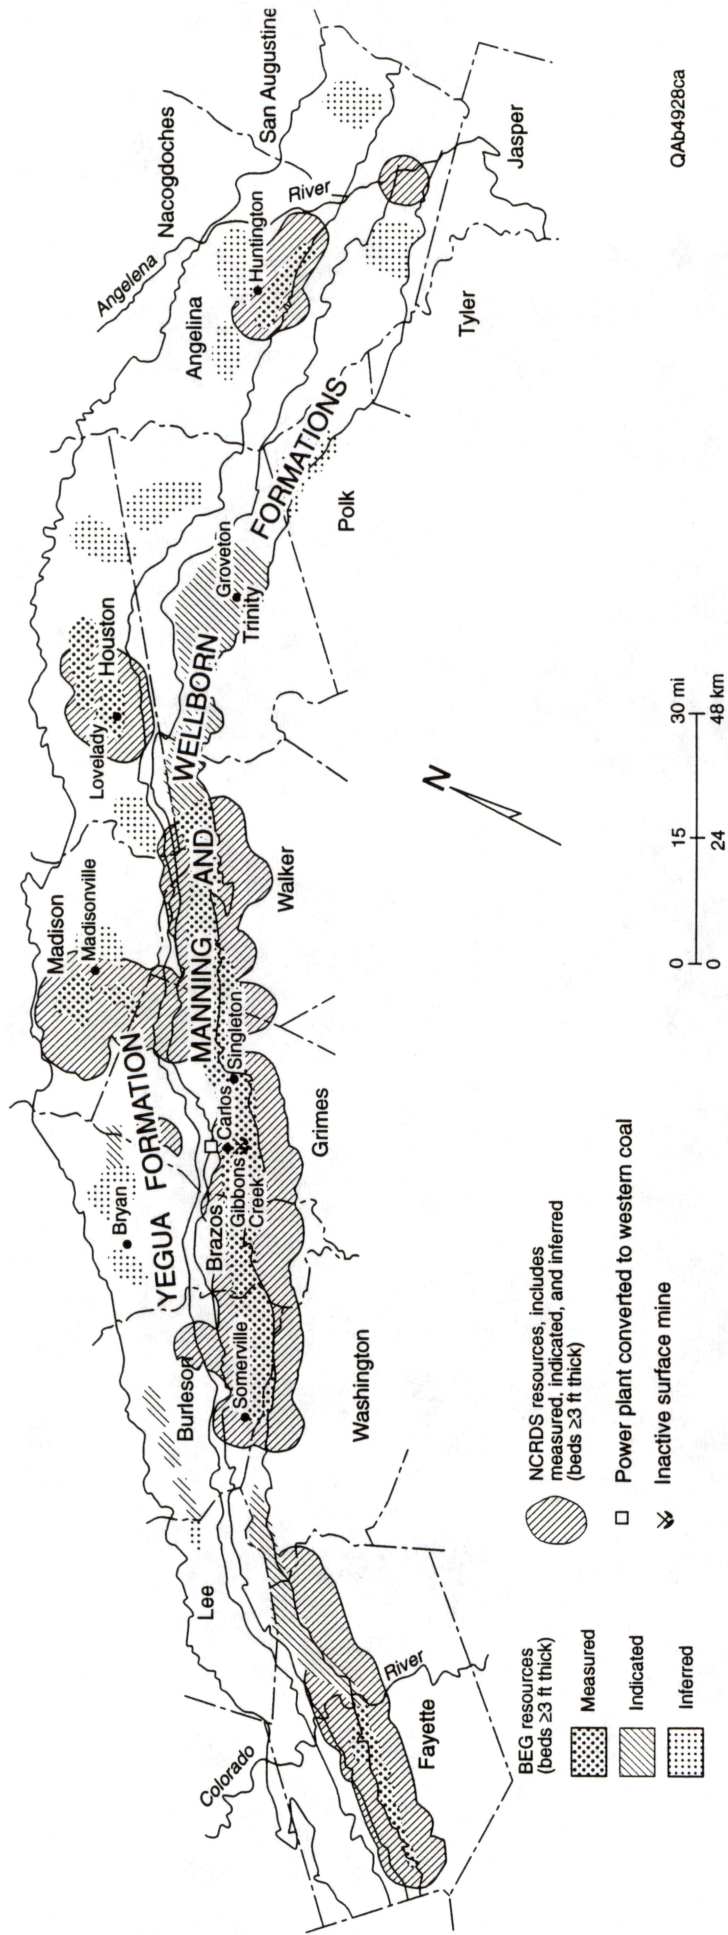 San Augustine
Nacogdoches
Angelena
River
Huntington
Angelina
Jasper
Tyler
FORMATIONS
Polk
Groveton
Trinity
Houston
Lovelady
WELLBORN
AND
MANNING
Walker
Madison
Madisonville
Singleton
YEGUA FORMATION
Carlos
Gibbons
Creek
Grimes
Bryan
Brazos
Somerville
Burleson
Washington
Lee
River
Fayette
Colorado
N
0 15 30 mi
0 24 48 km
BEG resources
(beds ≥3 ft thick)
Measured
Indicated
Inferred
NCRDS resources, includes
measured, indicated, and inferred
(beds ≥3 ft thick)
Power plant converted to western coal
Inactive surface mine
QAb4928ca